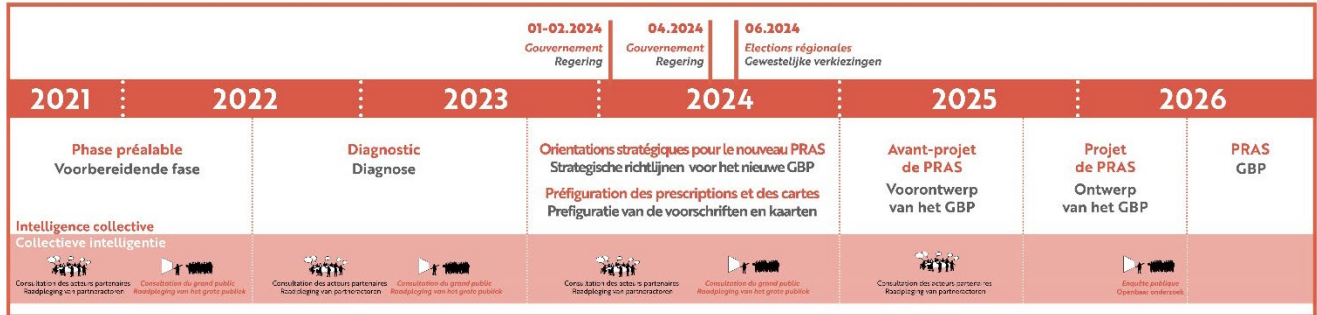 01-02.2024
Gouvernement
Regering
04.2024
Gouvernement
Regering
06.2024
Elections régionales
Gewestelijke verkiezingen
2021
2022
2023
2024
2025
2026
Phase préalable
Voorbereidende fase
Diagnostic
Diagnose
Orientations stratégiques pour le nouveau PRAS
Strategische richtlijnen voor het nieuwe GBP
Préfiguration des prescriptions et des cartes
Prefiguratie van de voorschriften en kaarten
Avant-projet
de PRAS
Voorontwerp
van het GBP
Projet
de PRAS
Ontwerp
van het GBP
PRAS
GBP
Intelligence collective
Collectieve intelligentie
Consultation des acteurs partenaires
Raadpleging van partneractoren
Consultation du grand public
Raadpleging van het grote publiek
Consultation des acteurs partenaires
Raadpleging van partneractoren
Consultation du grand public
Raadpleging van het grote publiek
Consultation des acteurs partenaires
Raadpleging van partneractoren
Consultation du grand public
Raadpleging van het grote publiek
Consultation des acteurs partenaires
Raadpleging van partneractoren
Enquête publique
Openbaar onderzoek